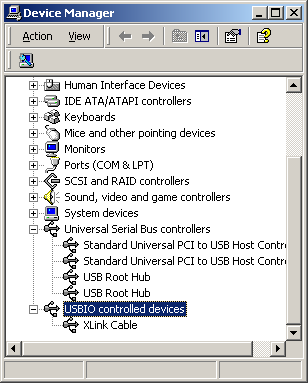 Device Manager
Action View
Human Interface Devices
IDE ATA/ATAPI controllers
Keyboards
Mice and other pointing devices
Monitors
Ports (COM & LPT)
SCSI and RAID controllers
Sound, video and game controllers
System devices
Universal Serial Bus controllers
Standard Universal PCI to USB Host Contro
Standard Universal PCI to USB Host Contro
USB Root Hub
USB Root Hub
USBIO controlled devices
XLink Cable